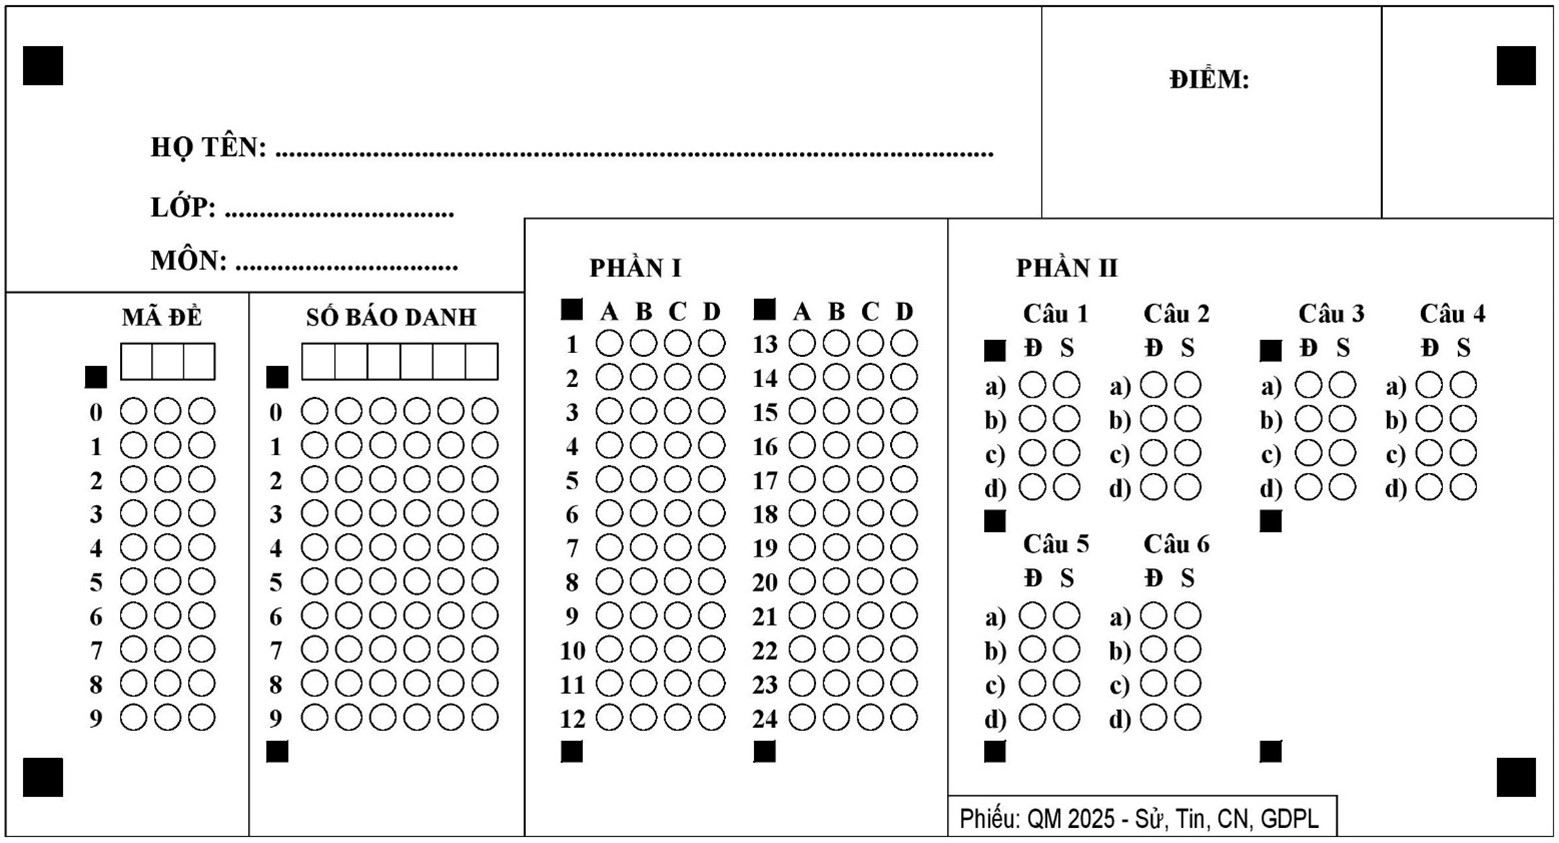 ĐIỂM:
HỌ TÊN: ........................................................................................................
LỚP: .................................
MÔN: ................................
MÃ ĐỀ
0
1
2
3
4
5
6
7
8
9
SỐ BÁO DANH
0
1
2
3
4
5
6
7
8
9
PHẦN I
A B C D
1
2
3
4
5
6
7
8
9
10
11
12
A B C D
13
14
15
16
17
18
19
20
21
22
23
24
PHẦN II
Câu 1 Câu 2 Câu 3 Câu 4
Đ S Đ S Đ S Đ S
a) a) a) a)
b) b) b) b)
c) c) c) c)
d) d) d) d)
Câu 5 Câu 6
Đ S Đ S
a) a)
b) b)
c) c)
d) d)
Phiếu: QM 2025 - Sử, Tin, CN, GDPL